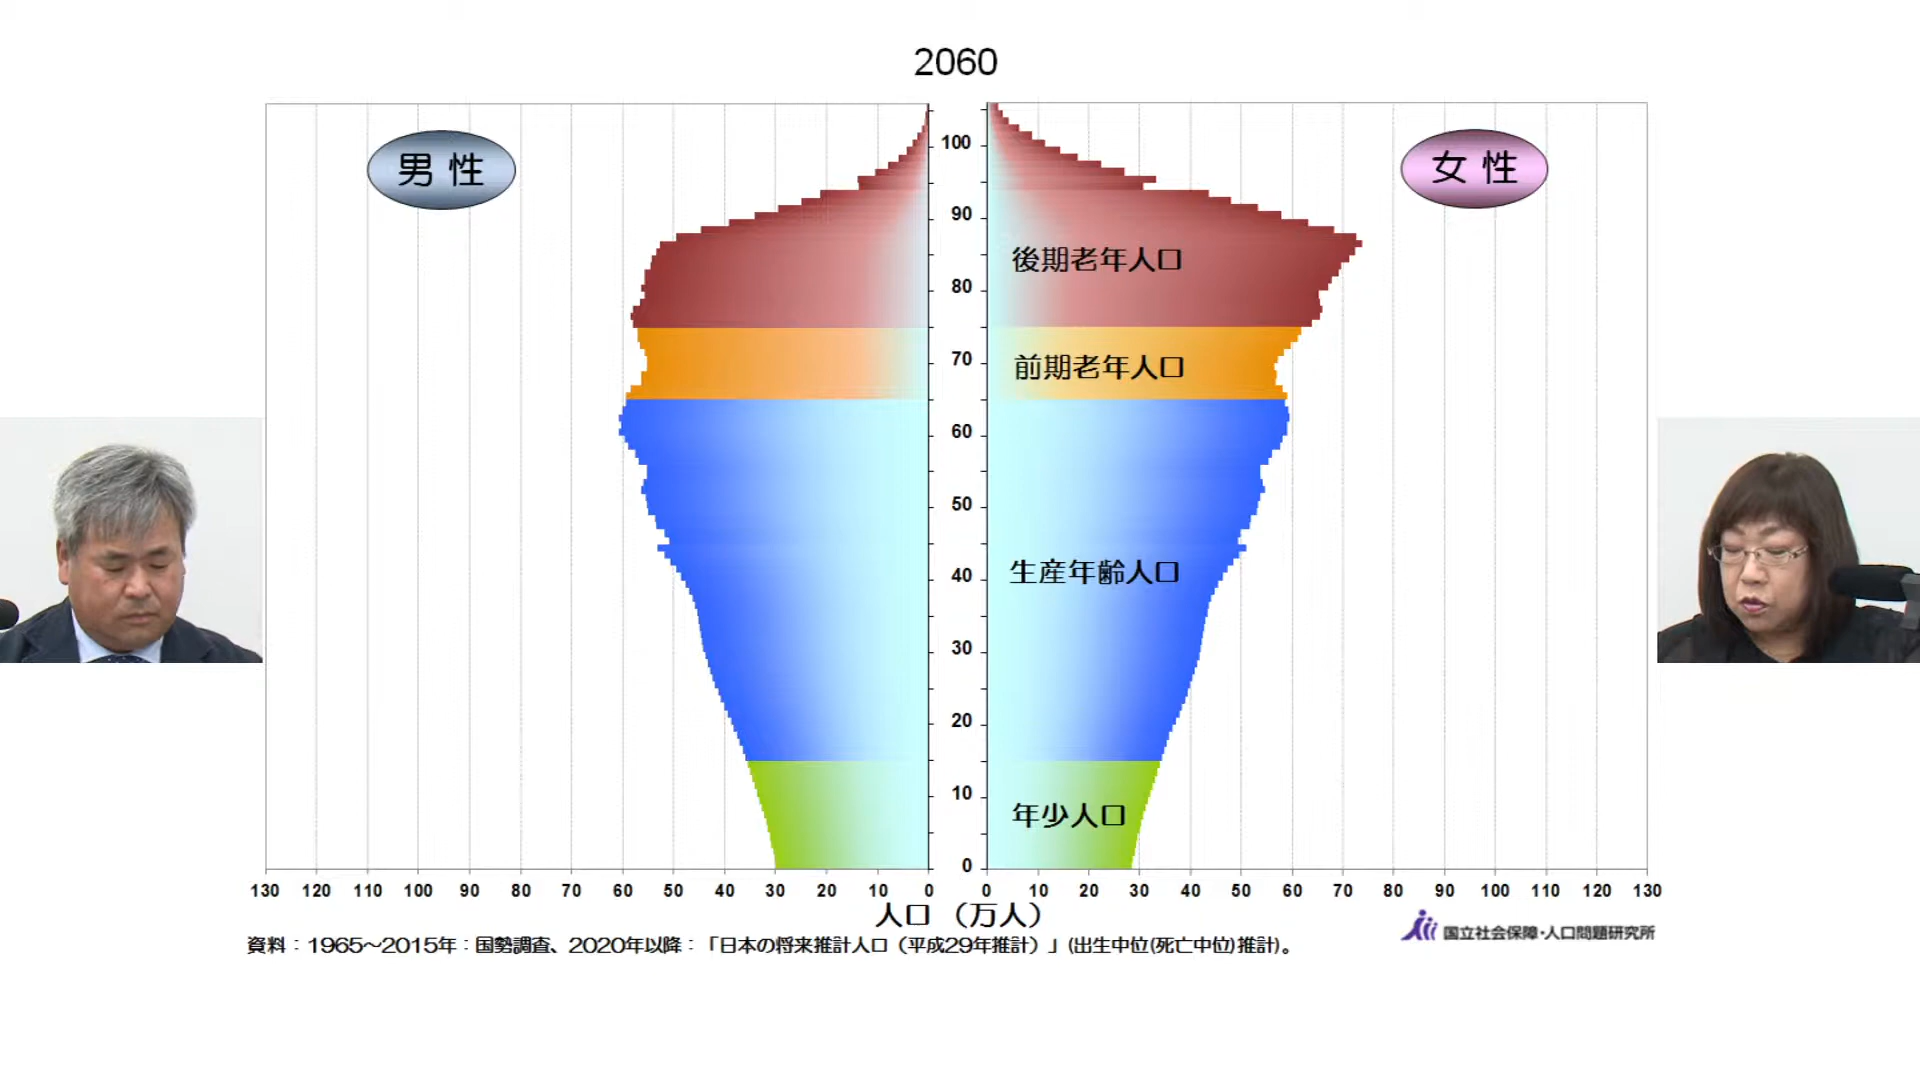 2060
男性
女性
100
90
80
70
60
50
40
30
20
10
0
後期老年人口
前期老年人口
生産年齢人口
年少人口
130 120 110 100 90 80 70 60 50 40 30 20 10 0
0 10 20 30 40 50 60 70 80 90 100 110 120 130
人口（万人）
国立社会保障・人口問題研究所
資料：1965～2015年：国勢調査、2020年以降：「日本の将来推計人口（平成29年推計）」(出生中位(死亡中位)推計)。